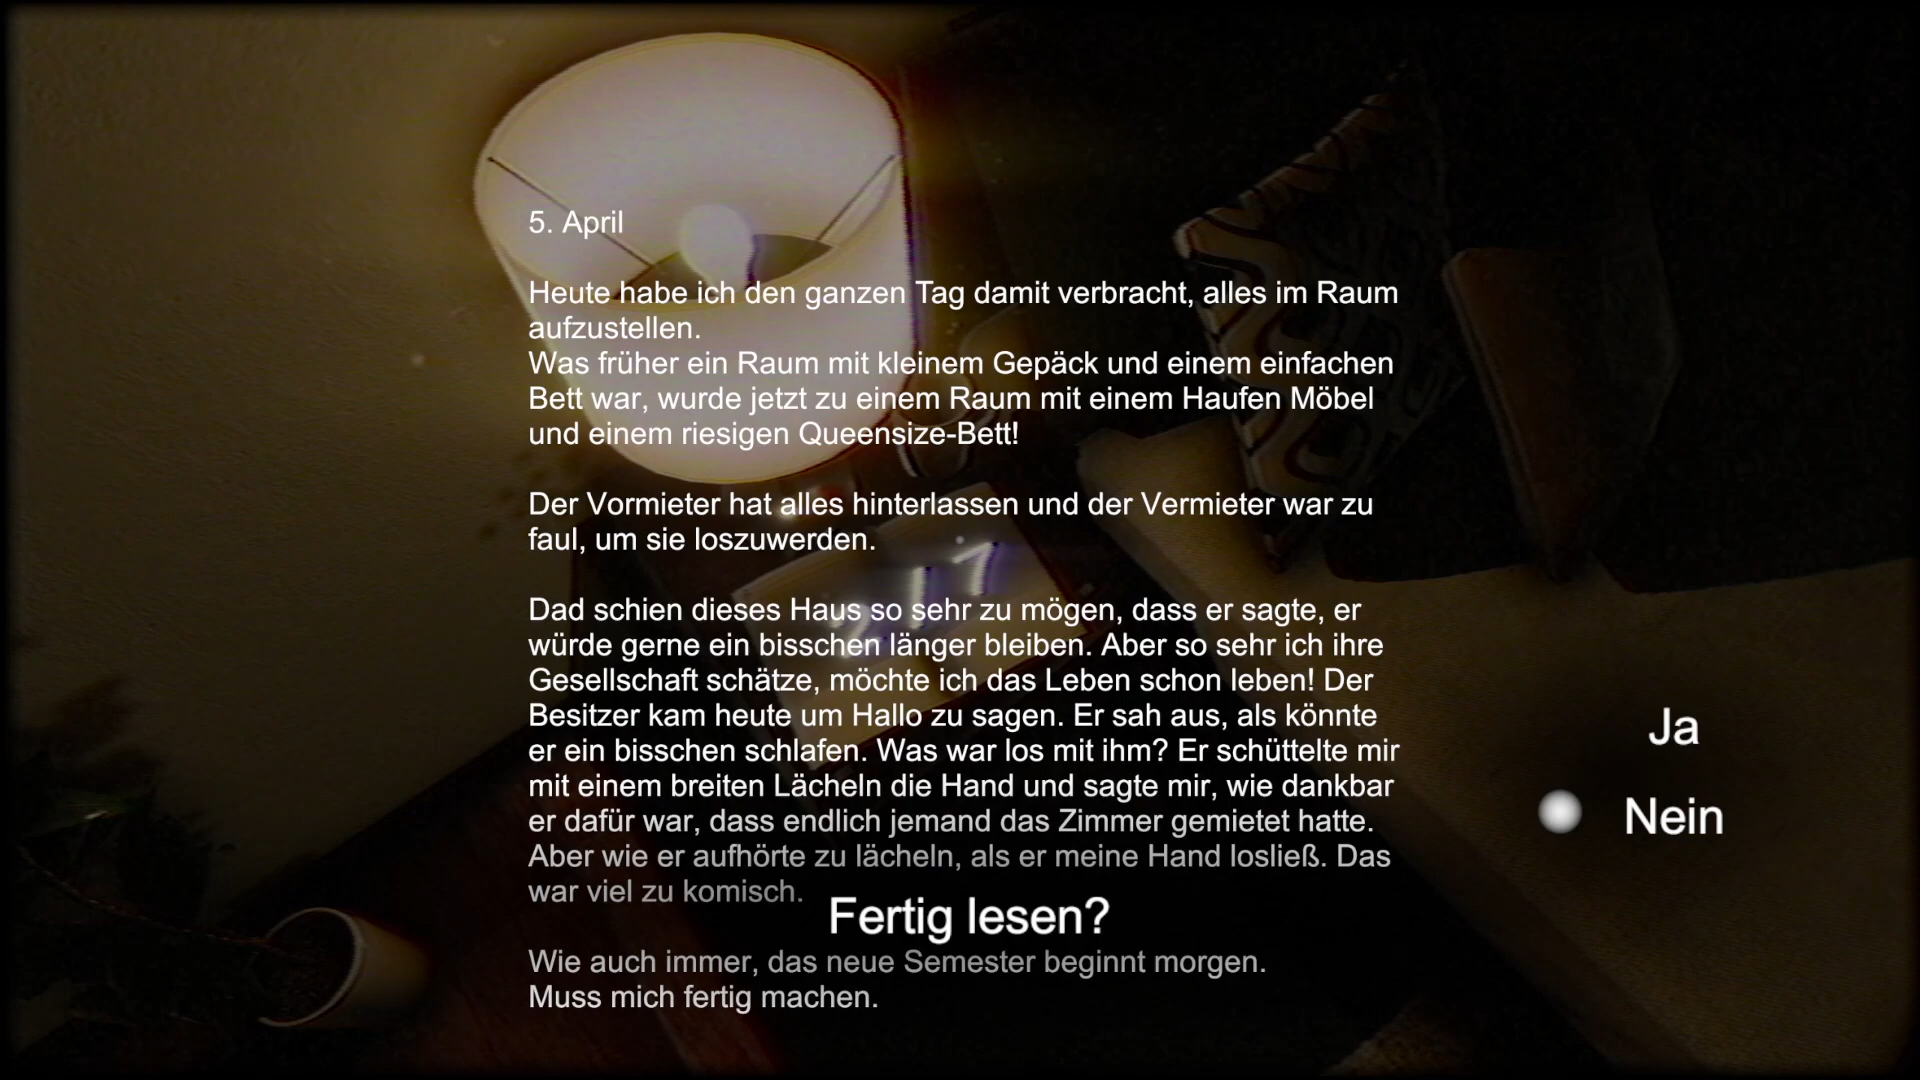 5. April
Heute habe ich den ganzen Tag damit verbracht, alles im Raum
aufzustellen.
Was früher ein Raum mit kleinem Gepäck und einem einfachen
Bett war, wurde jetzt zu einem Raum mit einem Haufen Möbel
und einem riesigen Queensize-Bett!
Der Vormieter hat alles hinterlassen und der Vermieter war zu
faul, um sie loszuwerden.
Dad schien dieses Haus so sehr zu mögen, dass er sagte, er
würde gerne ein bisschen länger bleiben. Aber so sehr ich ihre
Gesellschaft schätze, möchte ich das Leben schon leben! Der
Besitzer kam heute um Hallo zu sagen. Er sah aus, als könnte
er ein bisschen schlafen. Was war los mit ihm? Er schüttelte mir
mit einem breiten Lächeln die Hand und sagte mir, wie dankbar
er dafür war, dass endlich jemand das Zimmer gemietet hatte.
Aber wie er aufhörte zu lächeln, als er meine Hand losließ. Das
war viel zu komisch.
Wie auch immer, das neue Semester beginnt morgen.
Muss mich fertig machen.
Fertig lesen?
Ja
Nein